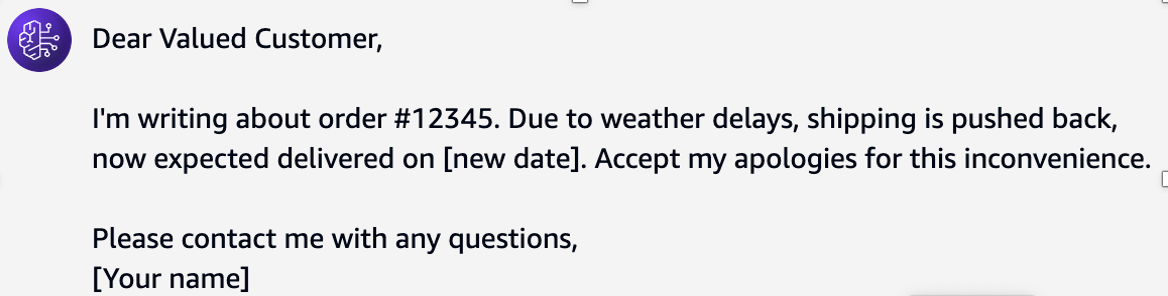 Dear Valued Customer,
I'm writing about order #12345. Due to weather delays, shipping is pushed back,
now expected delivered on [new date]. Accept my apologies for this inconvenience.
Please contact me with any questions,
[Your name]